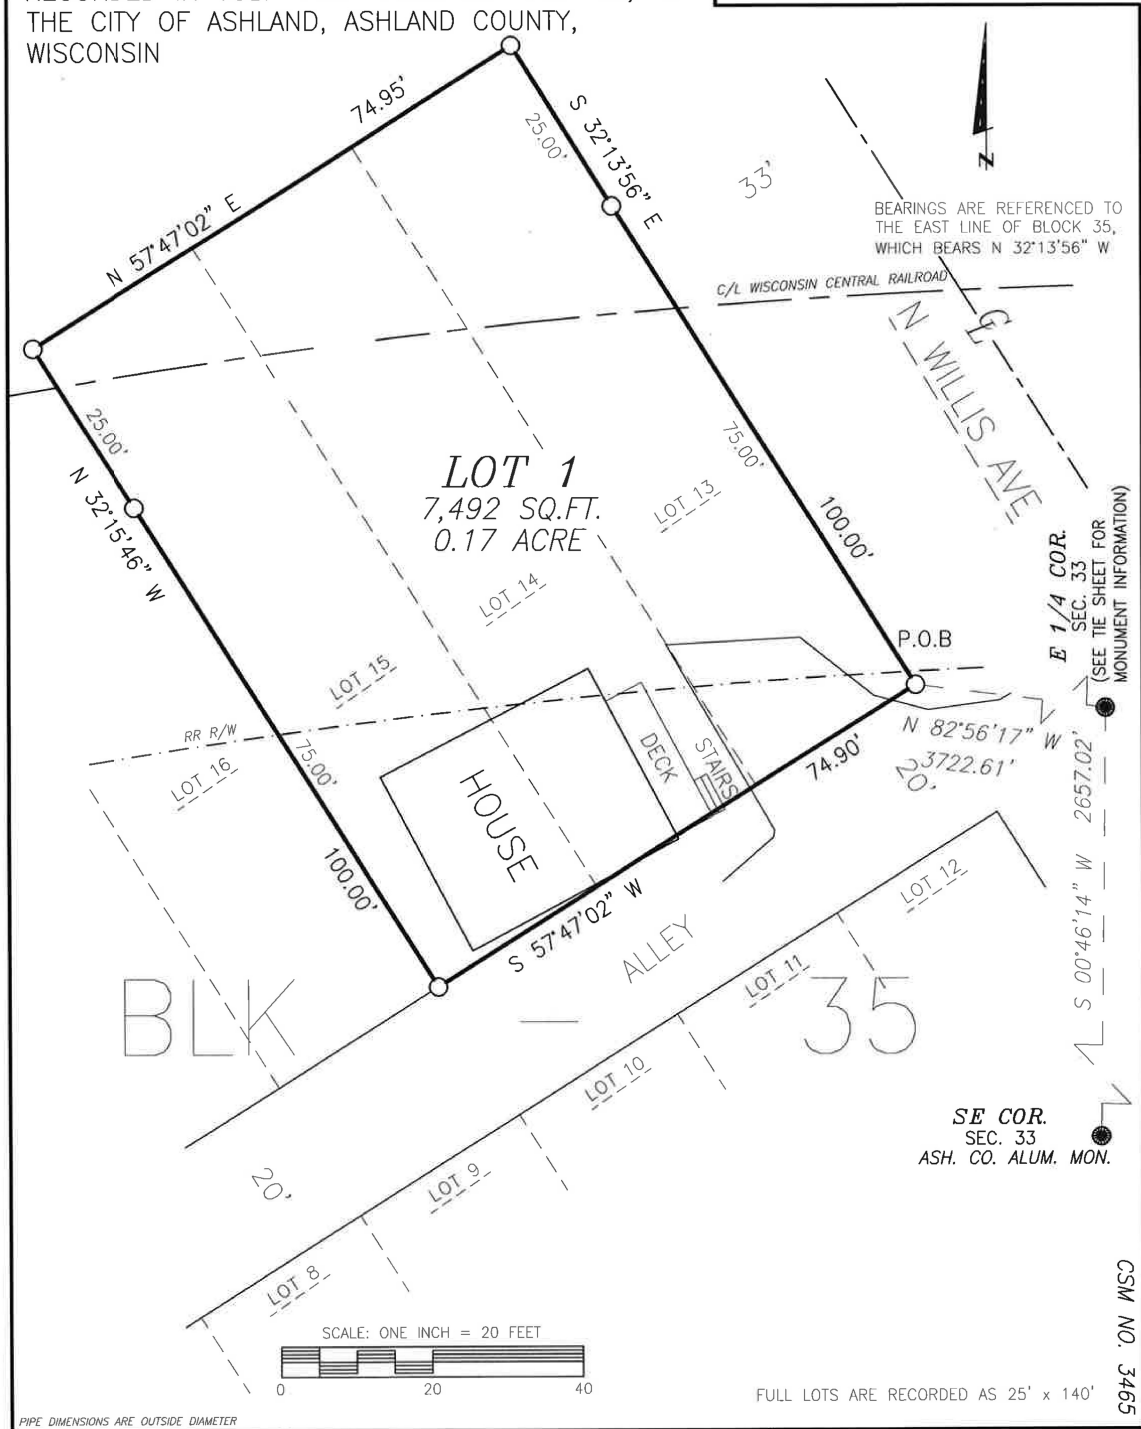 THE CITY OF ASHLAND, ASHLAND COUNTY,
WISCONSIN
74.95'
N 57°47'02" E
25.00'
S 32°13'56" E
33'
N
BEARINGS ARE REFERENCED TO
THE EAST LINE OF BLOCK 35,
WHICH BEARS N 32°13'56" W
C/L WISCONSIN CENTRAL RAILROAD
CL
N WILLIS AVE
25.00'
N 32°15'46" W
75.00'
100.00'
LOT 1
7,492 SQ.FT.
0.17 ACRE
LOT 13
LOT 14
LOT 15
LOT 16
RR R/W
75.00'
100.00'
HOUSE
DECK
STAIRS
P.O.B
E 1/4 COR.
SEC. 33
(SEE TIE SHEET FOR
MONUMENT INFORMATION)
N 82°56'17" W
3722.61'
20'
74.90'
S 57°47'02" W
S 00°46'14" W 2657.02'
ALLEY
BLK – 35
LOT 12
LOT 11
LOT 10
LOT 9
LOT 8
20'
SE COR.
SEC. 33
ASH. CO. ALUM. MON.
SCALE: ONE INCH = 20 FEET
0 20 40
FULL LOTS ARE RECORDED AS 25' x 140'
CSM NO. 3465
PIPE DIMENSIONS ARE OUTSIDE DIAMETER